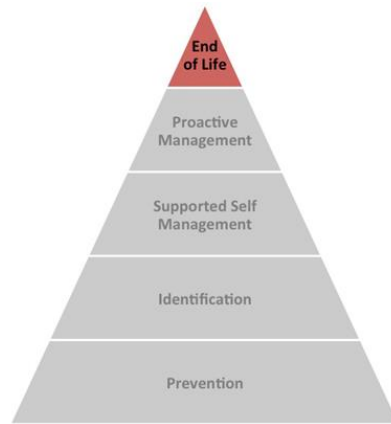 End
of Life
Proactive
Management
Supported Self
Management
Identification
Prevention